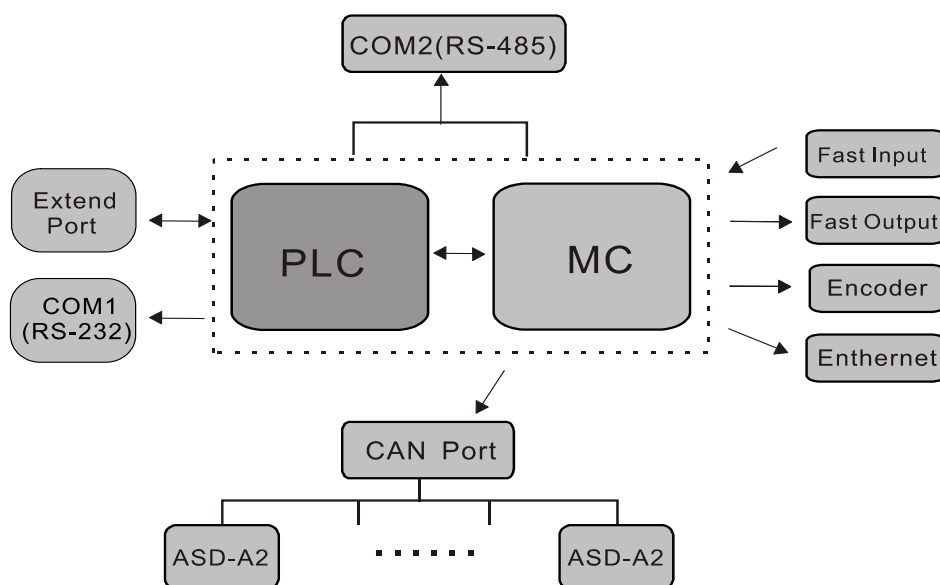 COM2(RS-485)
Fast Input
Extend
Port
Fast Output
PLC
MC
Encoder
COM1
(RS-232)
Enthernet
CAN Port
ASD-A2
ASD-A2